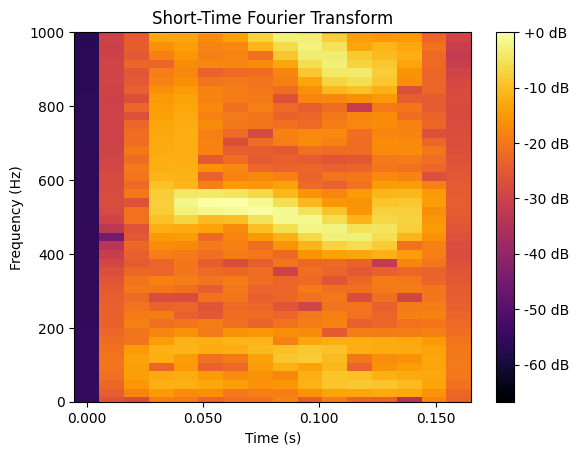 Short-Time Fourier Transform
Frequency (Hz)
1000
800
600
400
200
0
0.000
0.050
0.100
0.150
Time (s)
+0 dB
-10 dB
-20 dB
-30 dB
-40 dB
-50 dB
-60 dB